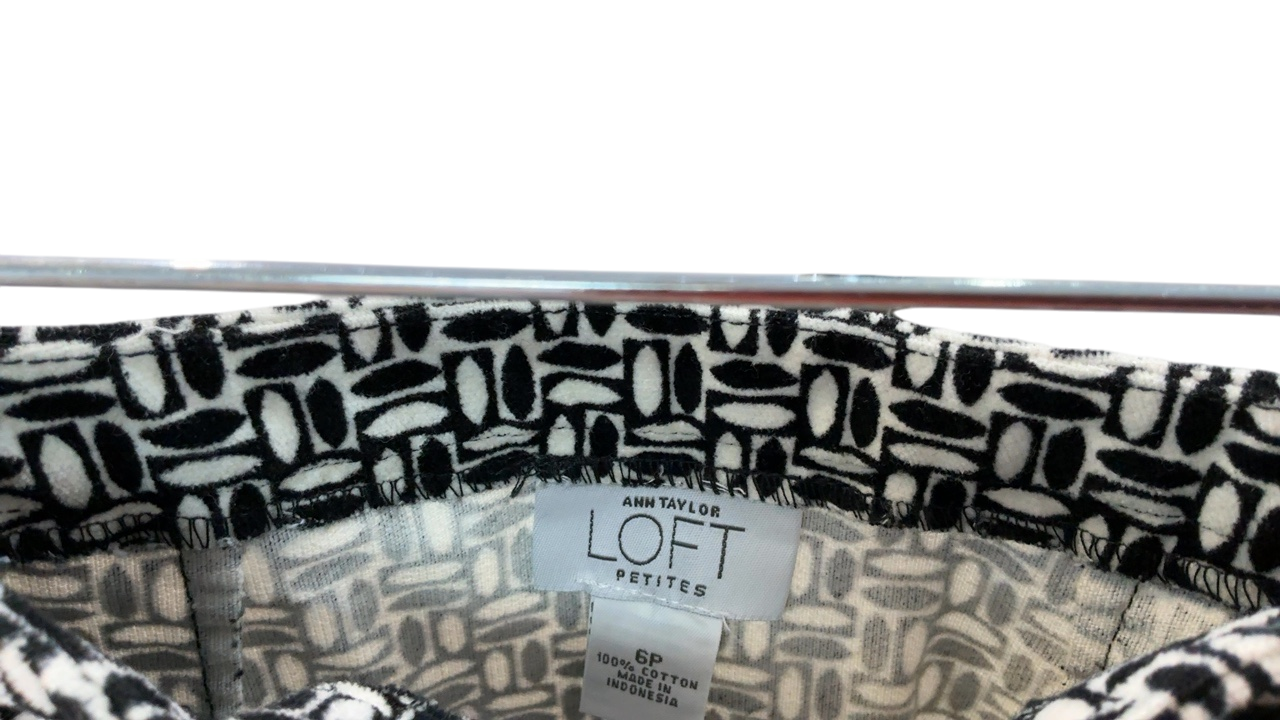 ANN TAYLOR
LOFT
PETITES
6P
100% COTTON
MADE IN
INDONESIA